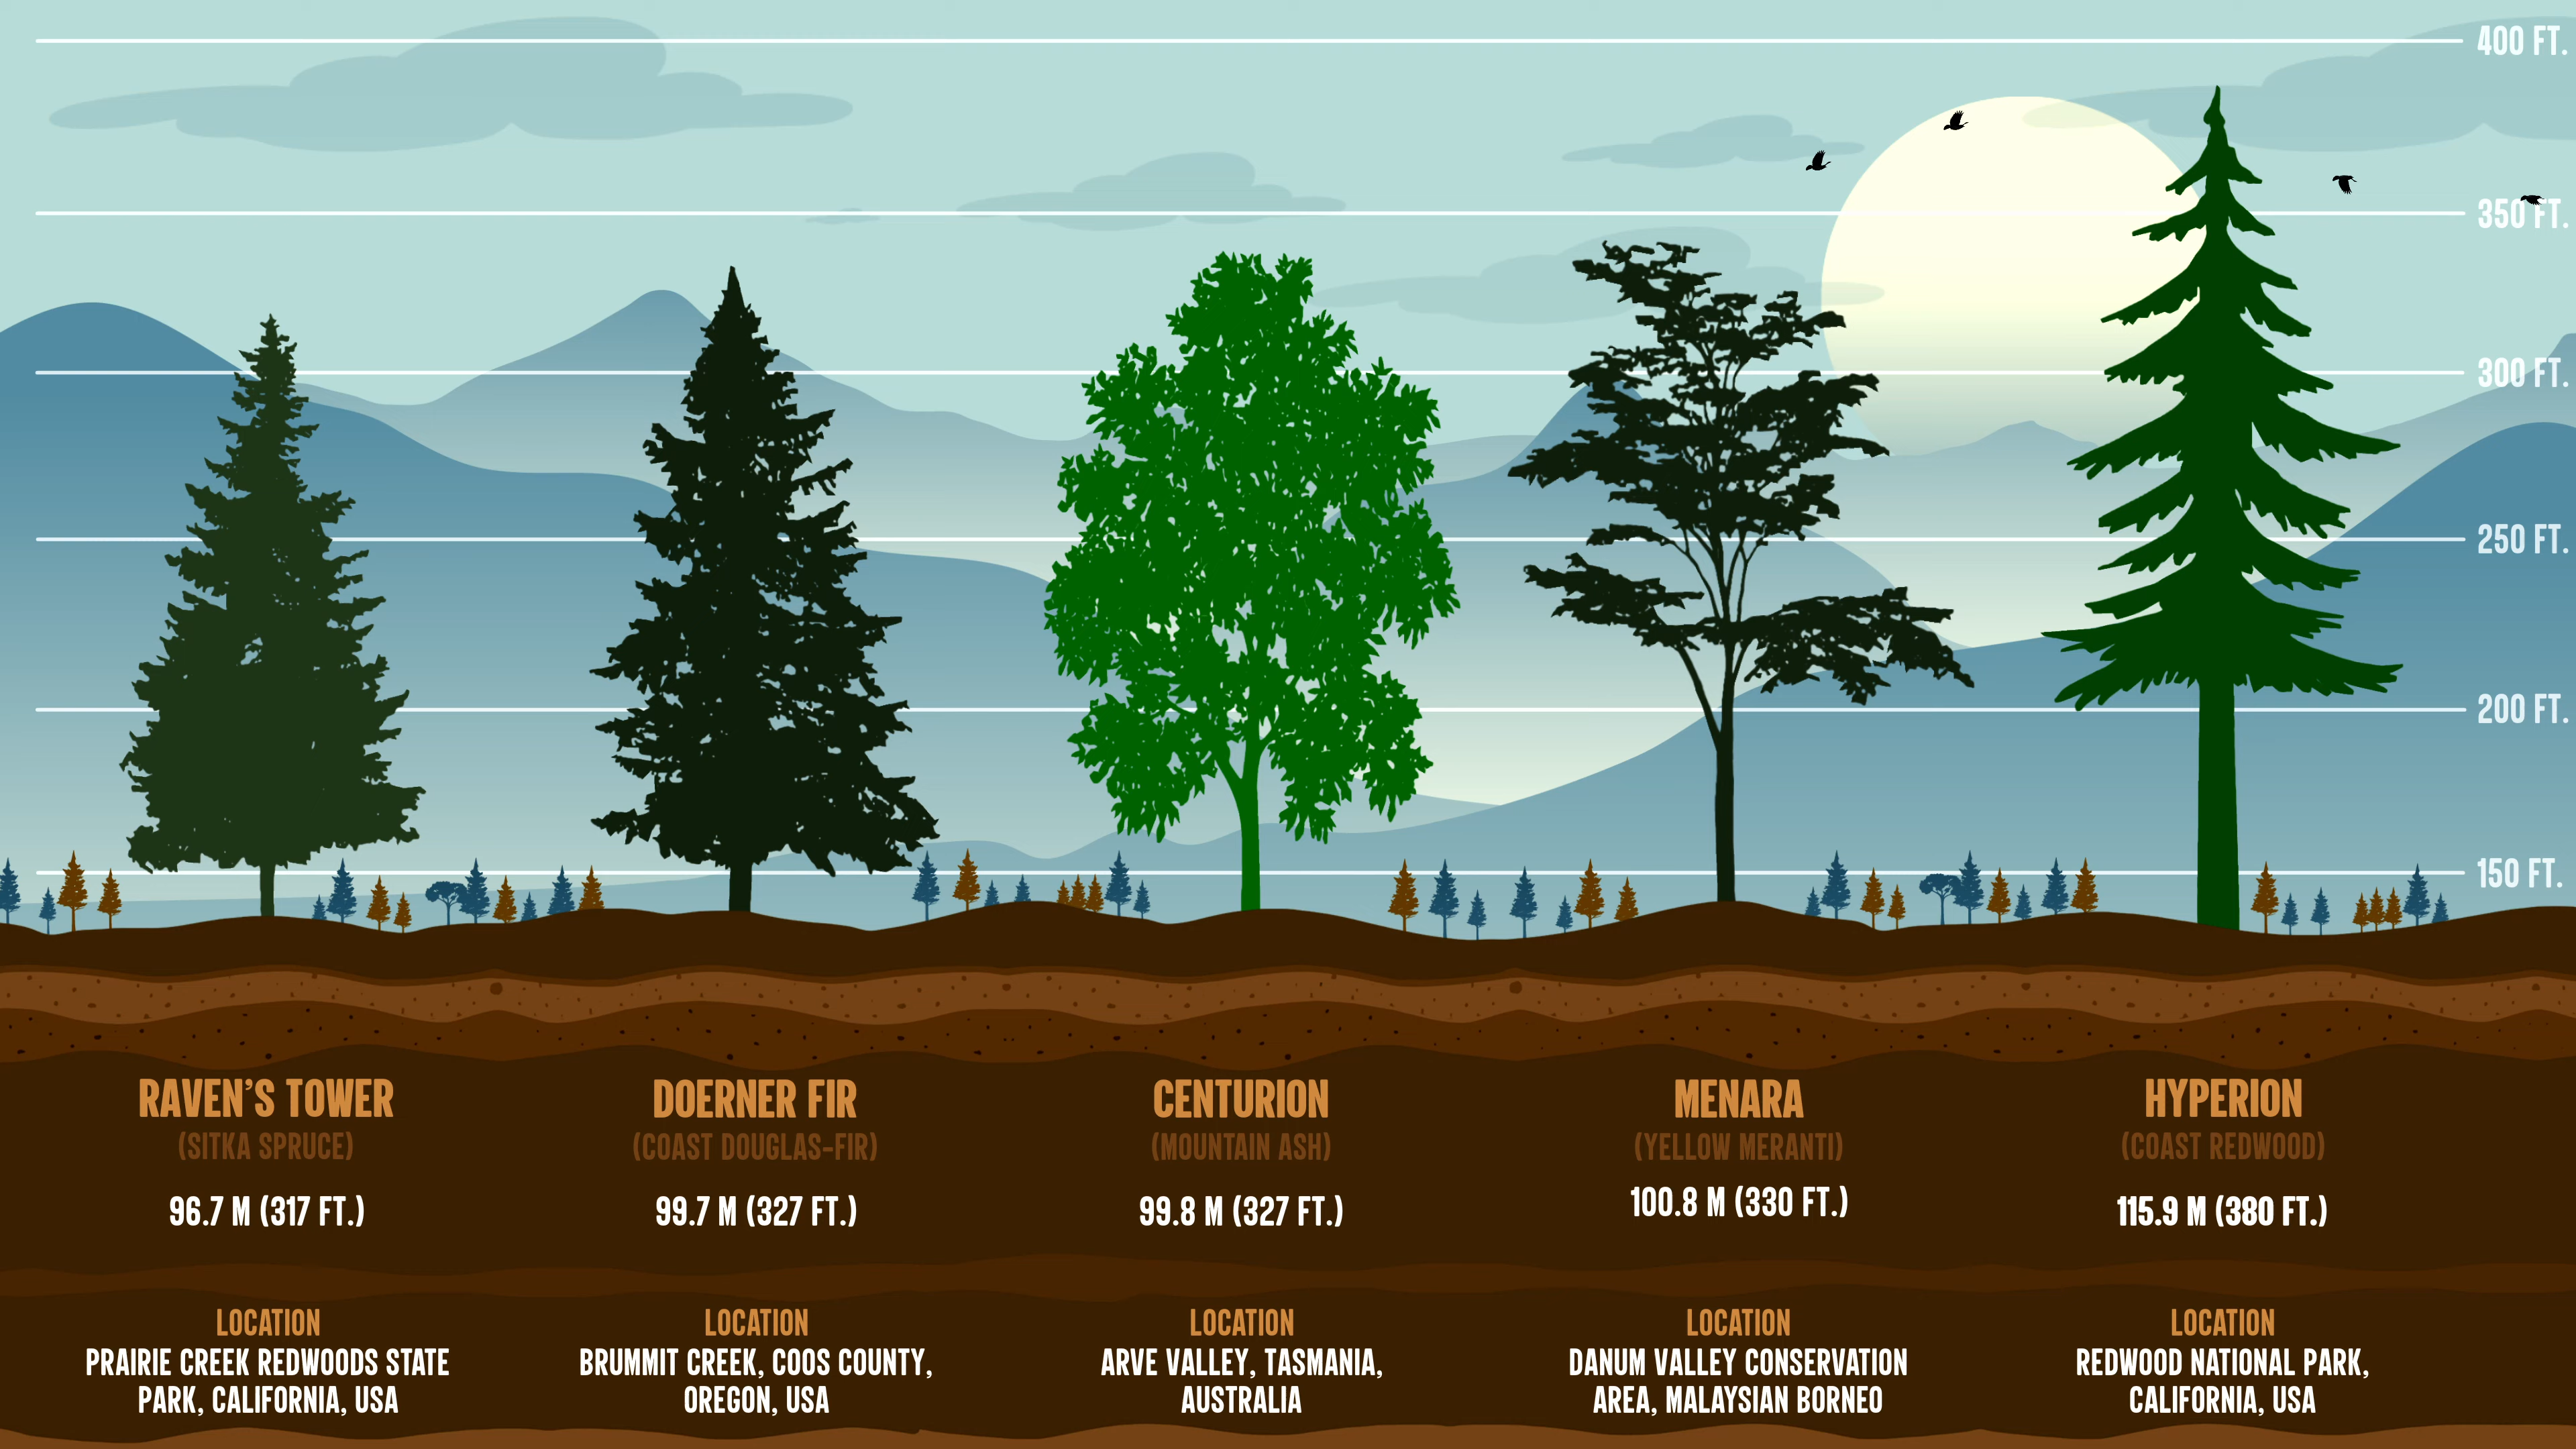 400 FT.
350 FT.
300 FT.
250 FT.
200 FT.
150 FT.
RAVEN'S TOWER
(SITKA SPRUCE)
96.7 M (317 FT.)
LOCATION
PRAIRIE CREEK REDWOODS STATE
PARK, CALIFORNIA, USA
DOERNER FIR
(COAST DOUGLAS-FIR)
99.7 M (327 FT.)
LOCATION
BRUMMIT CREEK, COOS COUNTY,
OREGON, USA
CENTURION
(MOUNTAIN ASH)
99.8 M (327 FT.)
LOCATION
ARVE VALLEY, TASMANIA,
AUSTRALIA
MENARA
(YELLOW MERANTI)
100.8 M (330 FT.)
LOCATION
DANUM VALLEY CONSERVATION
AREA, MALAYSIAN BORNEO
HYPERION
(COAST REDWOOD)
115.9 M (380 FT.)
LOCATION
REDWOOD NATIONAL PARK,
CALIFORNIA, USA